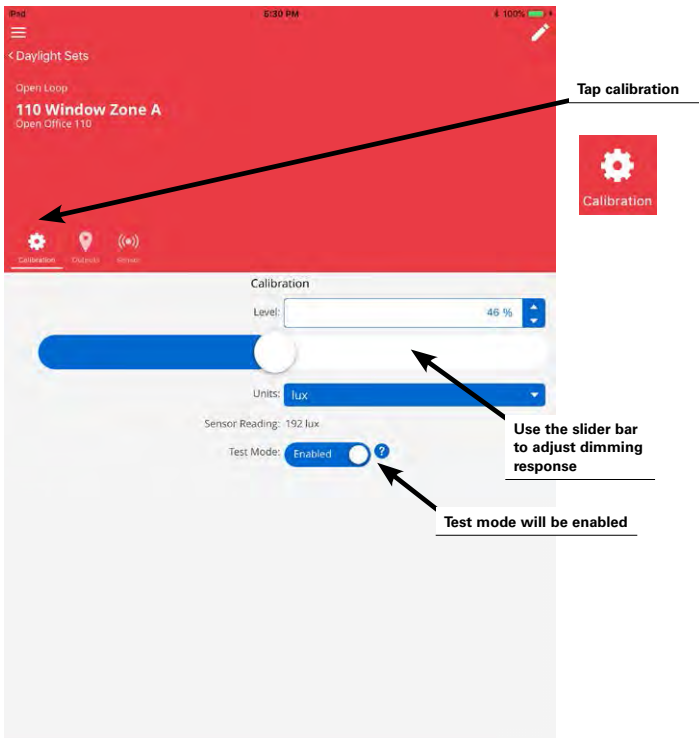 iPad 5:30 PM 100%
< Daylight Sets
Open Loop
110 Window Zone A
Open Office 110
Tap calibration
Calibration
Calibration Outputs Sensor
Calibration
Level: 46 %
Units: lux
Sensor Reading: 192 lux
Test Mode: Enabled ?
Use the slider bar
to adjust dimming
response
Test mode will be enabled